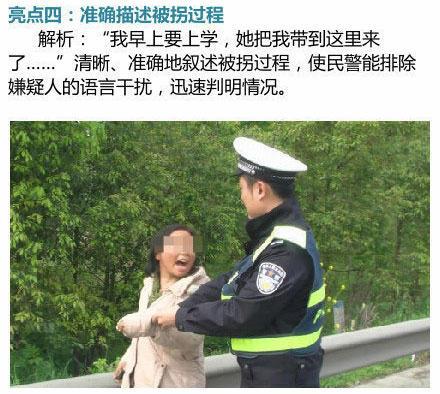 亮点四：准确描述被拐过程
解析：“我早上要上学，她把我带到这里来
了……”清晰、准确地叙述被拐过程，使民警能排除
嫌疑人的语言干扰，迅速判明情况。